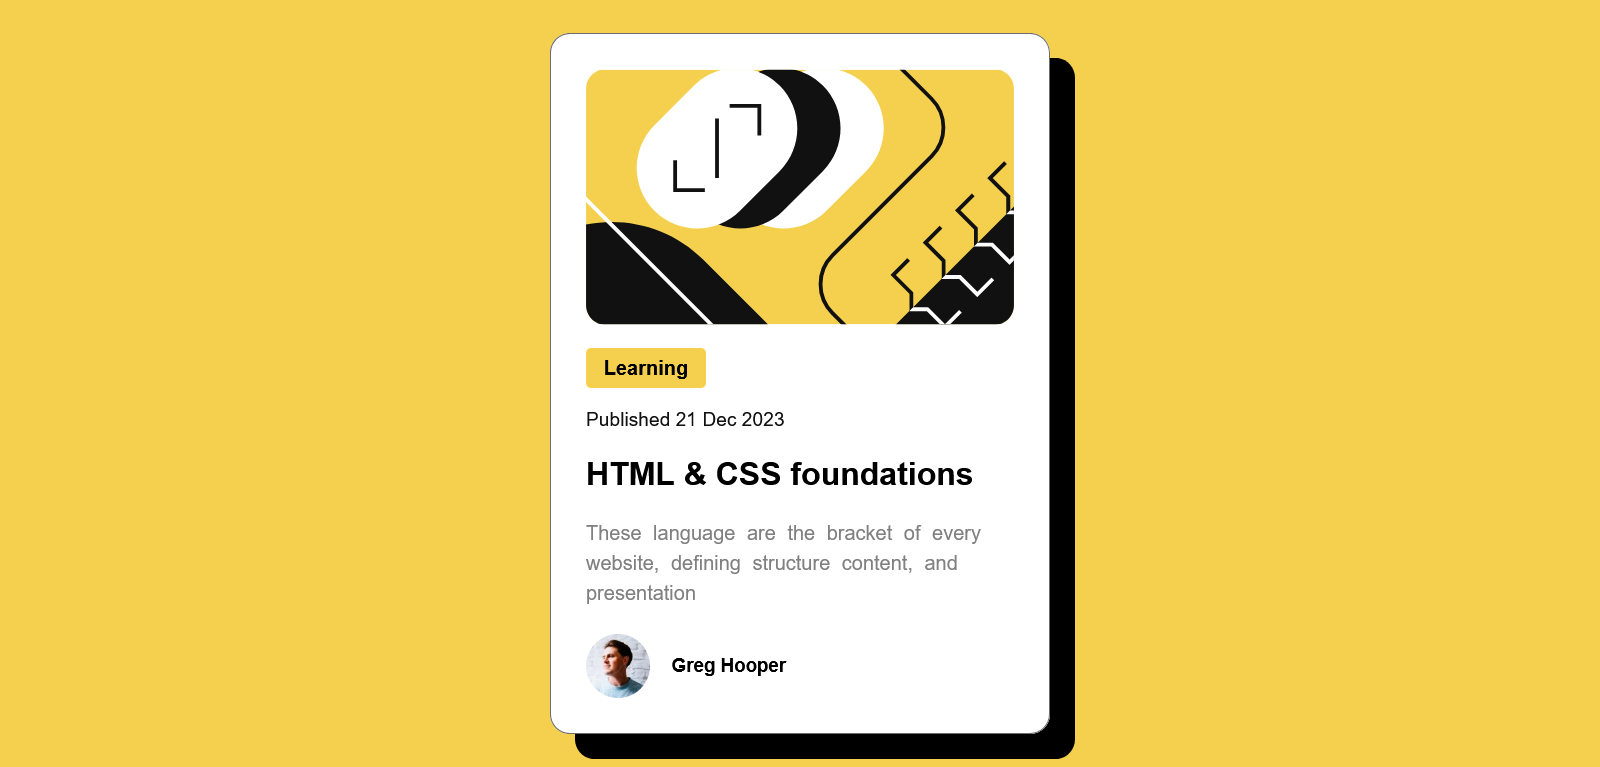 Learning
Published 21 Dec 2023
HTML & CSS foundations
These language are the bracket of every
website, defining structure content, and
presentation
Greg Hooper